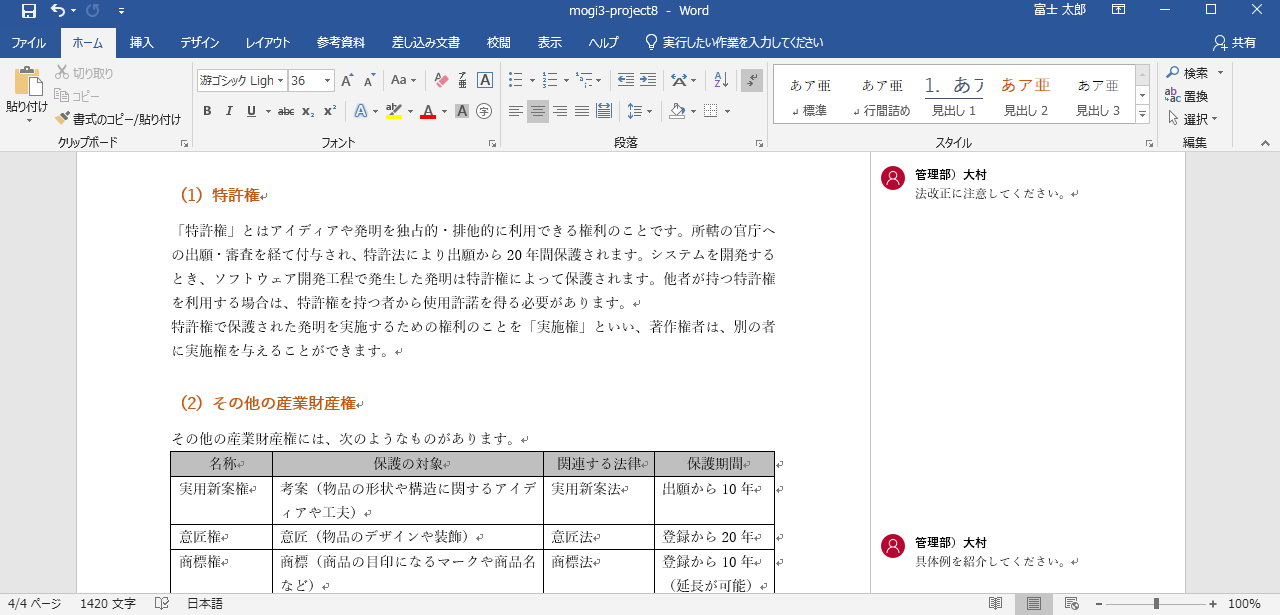 mogi3-project8 - Word
富士 太郎
ファイル ホーム 挿入 デザイン レイアウト 参考資料 差し込み文書 校閲 表示 ヘルプ 実行したい作業を入力してください 共有
貼り付け
切り取り
コピー
書式のコピー/貼り付け
クリップボード
游ゴシック Ligh 36
フォント
段落
あア亜 あア亜 1. あう あア亜 あア亜
↲標準 ↲行間詰め 見出し 1 見出し 2 見出し 3
スタイル
検索
置換
選択
編集
（1）特許権
「特許権」とはアイディアや発明を独占的・排他的に利用できる権利のことです。所轄の官庁へ
の出願・審査を経て付与され、特許法により出願から 20 年間保護されます。システムを開発する
とき、ソフトウェア開発工程で発生した発明は特許権によって保護されます。他者が持つ特許権
を利用する場合は、特許権を持つ者から使用許諾を得る必要があります。
特許権で保護された発明を実施するための権利のことを「実施権」といい、著作権者は、別の者
に実施権を与えることができます。
（2）その他の産業財産権
その他の産業財産権には、次のようなものがあります。
名称 保護の対象 関連する法律 保護期間
実用新案権 考案（物品の形状や構造に関するアイデ 実用新案法 出願から 10 年
ィアや工夫）
意匠権 意匠（物品のデザインや装飾） 意匠法 登録から 20 年
商標権 商標（商品の目印になるマークや商品名 商標法 登録から 10 年
など） （延長が可能）
管理部）大村
法改正に注意してください。
管理部）大村
具体例を紹介してください。
4/4 ページ 1420 文字 日本語 100%